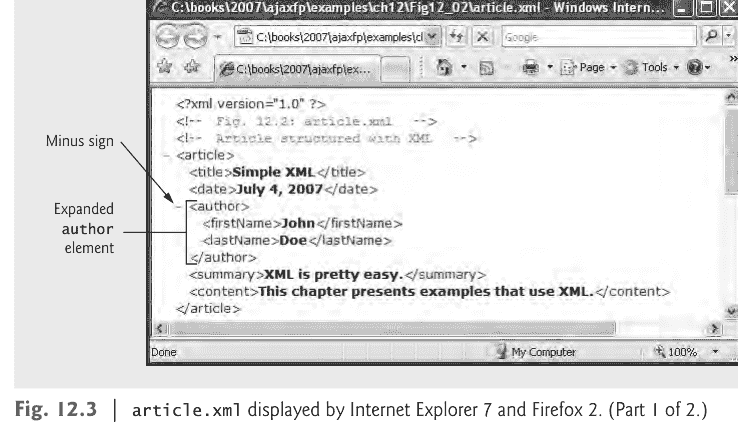 C:\books\2007\ajaxfp\examples\ch12\Fig12_02\article.xml - Windows Intern...
C:\books\2007\ajaxfp\examples\cl
Google
C:\books\2007\ajaxfp\ex...
Page
Tools
<?xml version="1.0" ?>
<!-- Fig. 12.2: article.xml -->
<!-- Article structured with XML -->
Minus sign
- <article>
<title>Simple XML</title>
<date>July 4, 2007</date>
- <author>
Expanded
author
element
<firstName>John</firstName>
<lastName>Doe</lastName>
</author>
<summary>XML is pretty easy.</summary>
<content>This chapter presents examples that use XML.</content>
</article>
Done
My Computer
100%
Fig. 12.3 | article.xml displayed by Internet Explorer 7 and Firefox 2. (Part 1 of 2.)